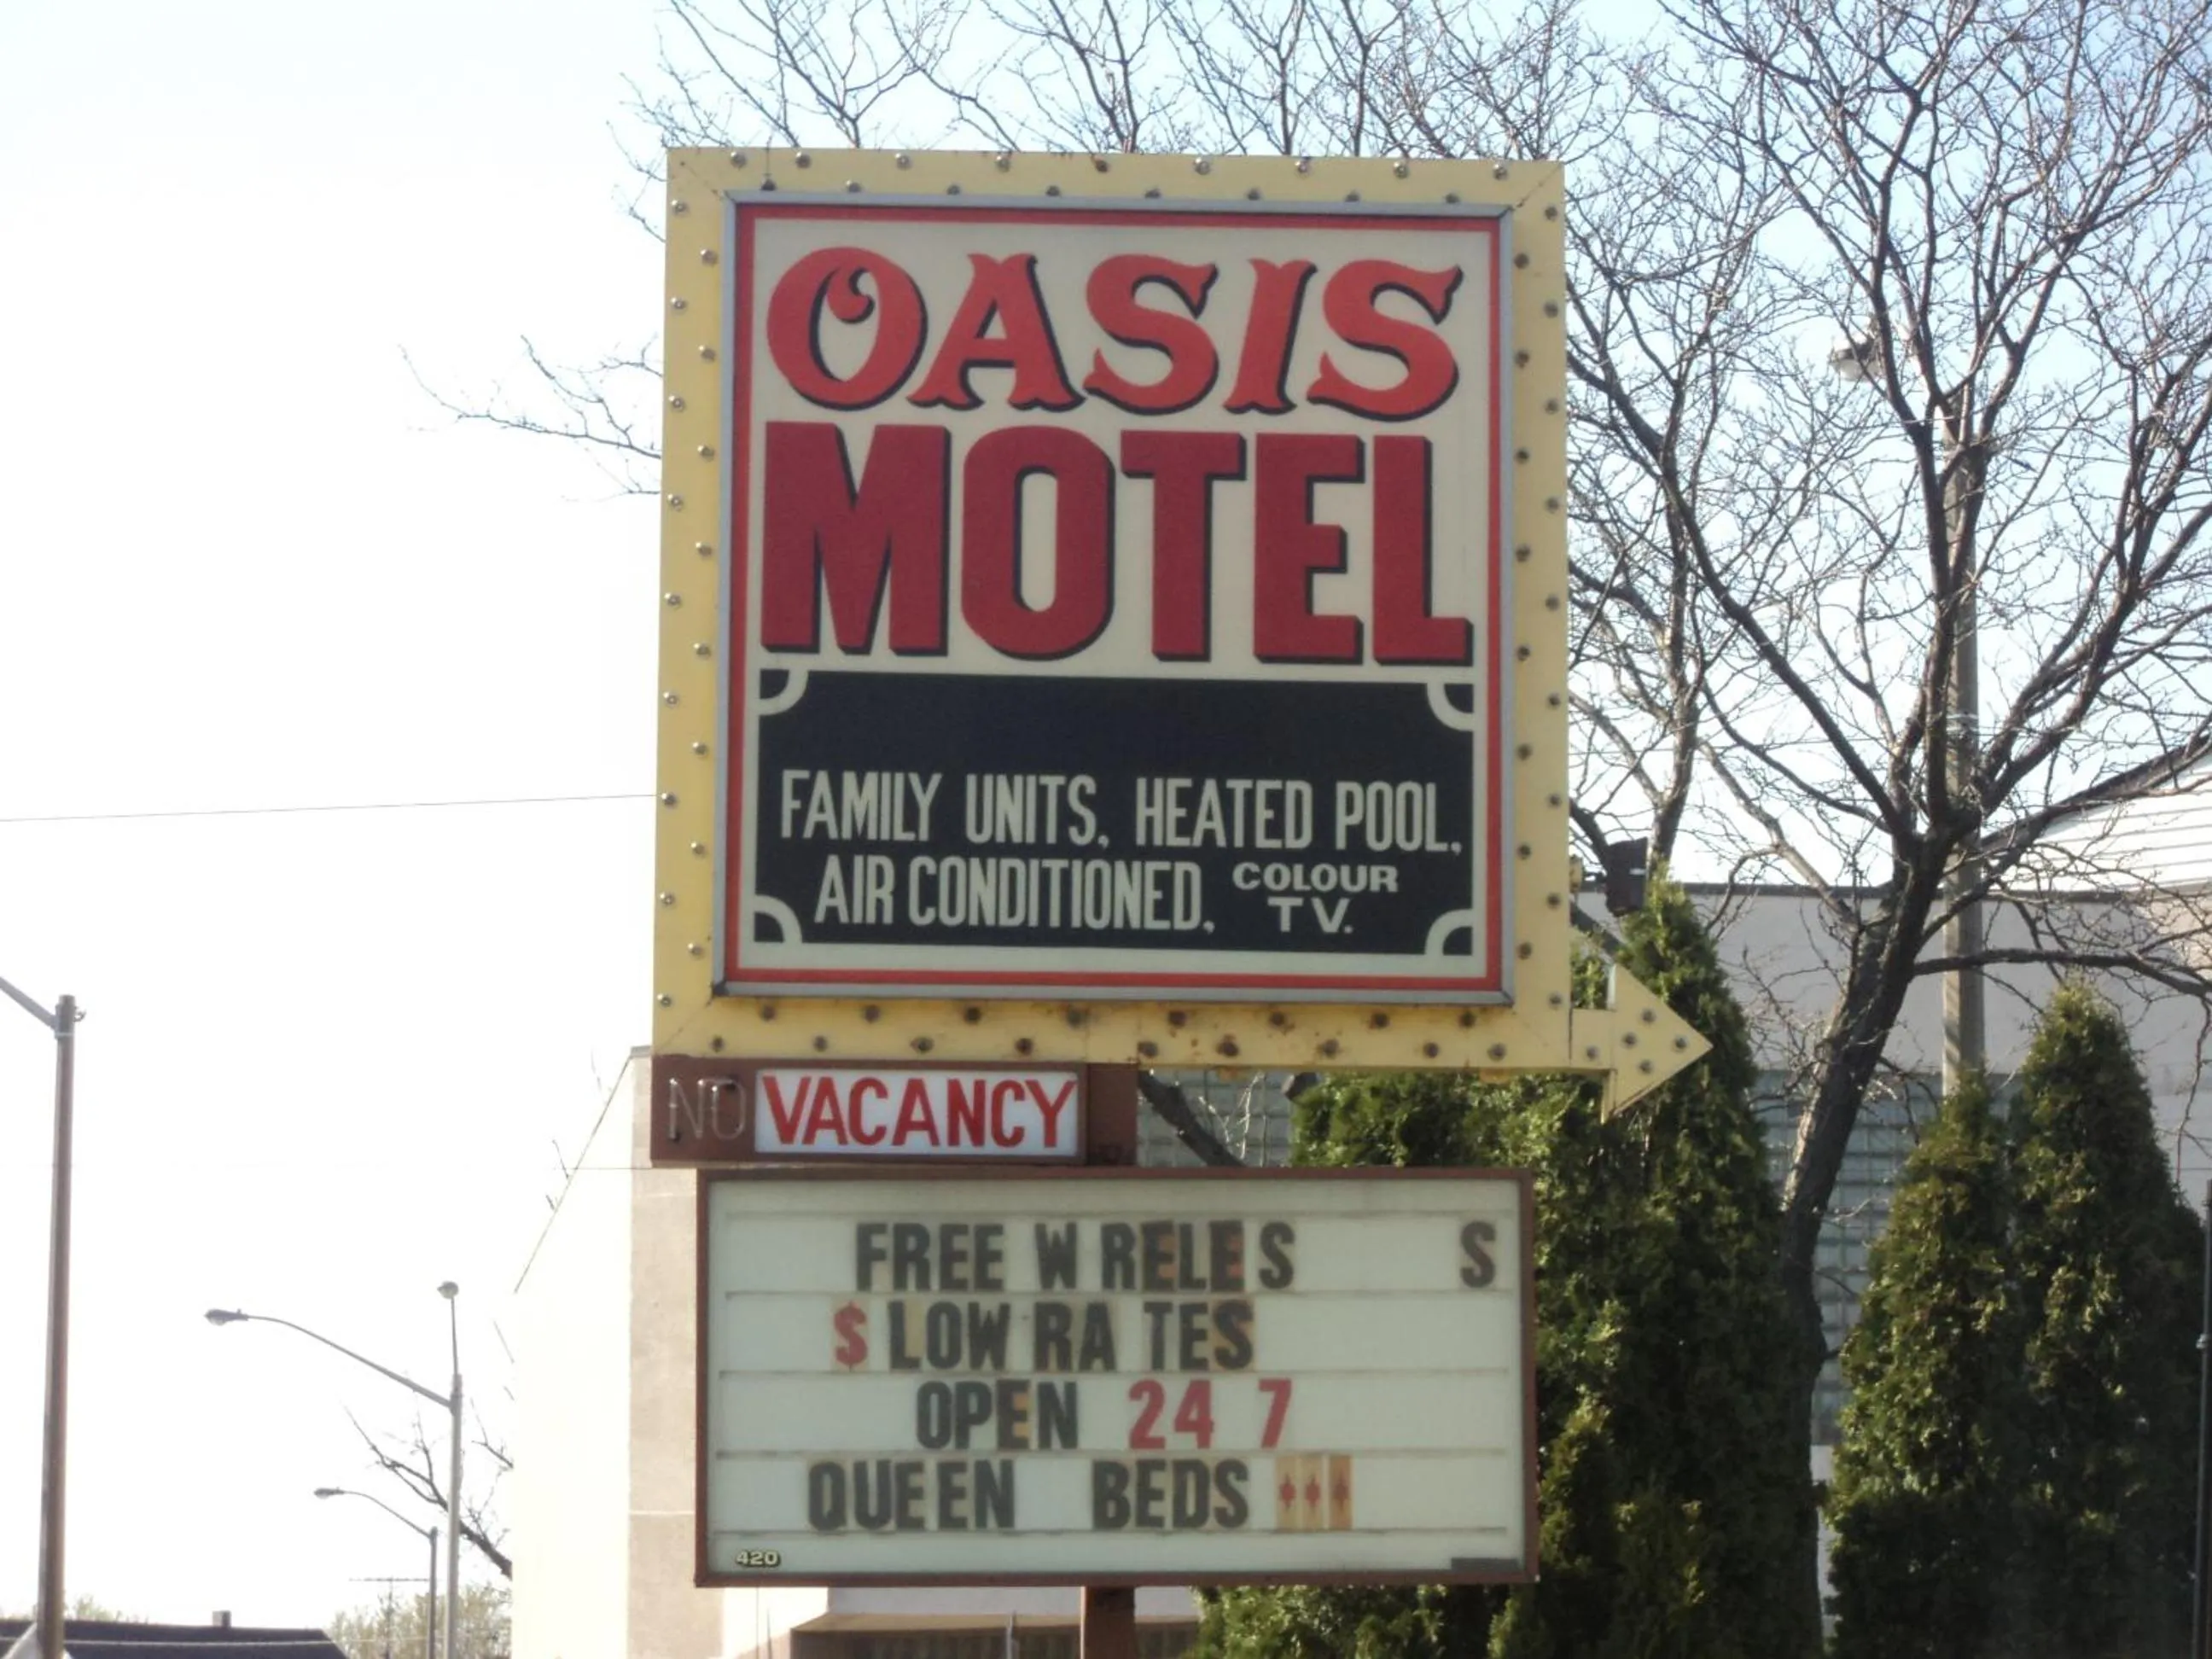 OASIS
MOTEL
FAMILY UNITS, HEATED POOL,
AIR CONDITIONED, COLOUR
TV.
NO VACANCY
FREE W RELES S
$ LOW RA TES
OPEN 24 7
QUEEN BEDS
420